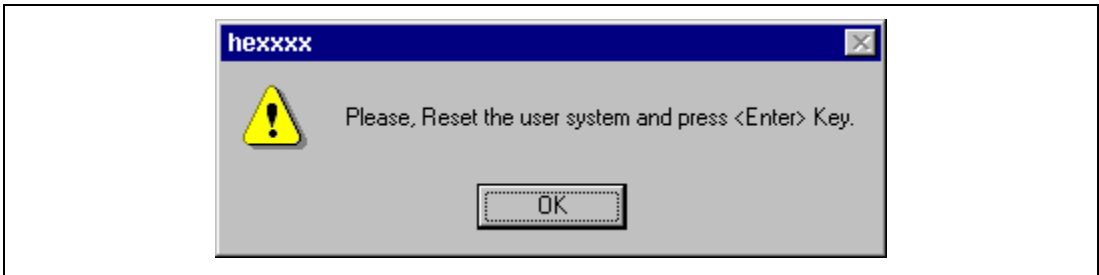 hexxxx
Please, Reset the user system and press <Enter> Key.
OK